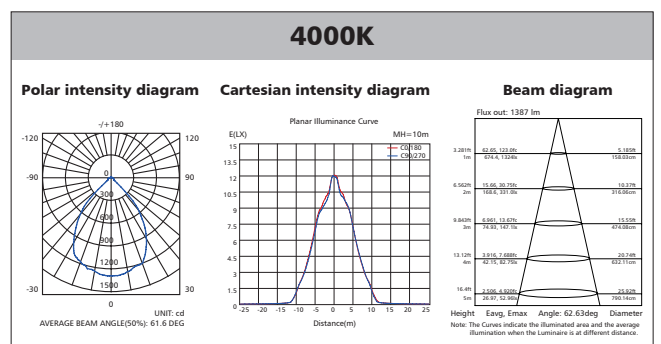 4000K
Polar intensity diagram
Cartesian intensity diagram
Beam diagram
-/+180
-120
120
-90
90
-30
30
0
0
300
600
900
1200
1500
UNIT: cd
AVERAGE BEAM ANGLE(50%): 61.6 DEG
Planar Illuminance Curve
E(LX)
MH=10m
C0/180
C90/270
15
13.5
12
10.5
9
7.5
6
4.5
3
1.5
0
-25 -20 -15 -10 -5 0 5 10 15 20 25
Distance(m)
Flux out: 1387 lm
3.281ft 62.65, 123.0fc 5.185ft
1m 674.4, 1324lx 158.03cm
6.562ft 15.66, 30.75fc 10.37ft
2m 168.6, 331.0lx 316.06cm
9.843ft 6.961, 13.67fc 15.55ft
3m 74.93, 147.1lx 474.08cm
13.12ft 3.916, 7.688fc 20.74ft
4m 42.15, 82.75lx 632.11cm
16.4ft 2.506, 4.920fc 25.92ft
5m 26.97, 52.96lx 790.14cm
Height Eavg, Emax Angle: 62.63deg Diameter
Note: The Curves indicate the illuminated area and the average
illumination when the Luminaire is at different distance.